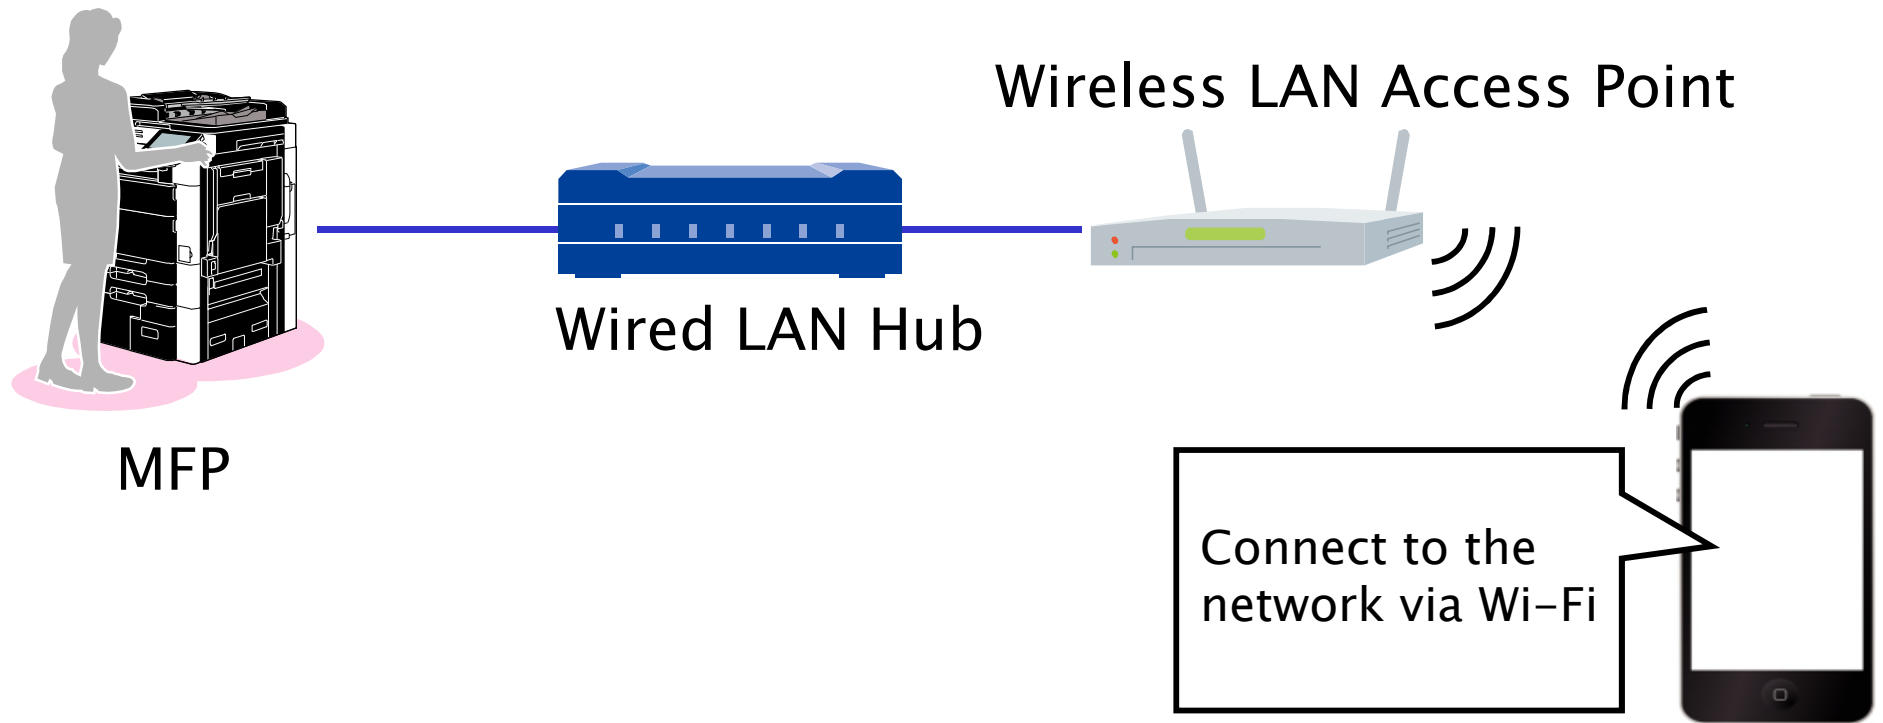 Wireless LAN Access Point
Wired LAN Hub
MFP
Connect to the
network via Wi-Fi